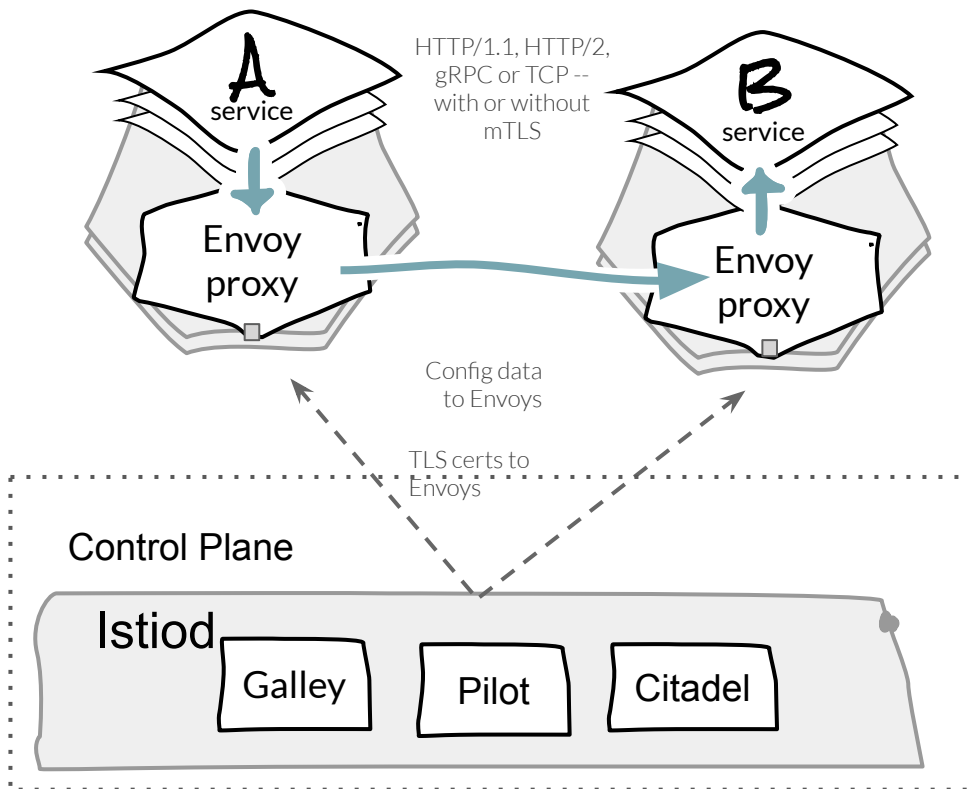 A
service
HTTP/1.1, HTTP/2,
gRPC or TCP --
with or without
mTLS
B
service
Envoy
proxy
Envoy
proxy
Config data
to Envoys
TLS certs to
Envoys
Control Plane
Istiod
Galley
Pilot
Citadel